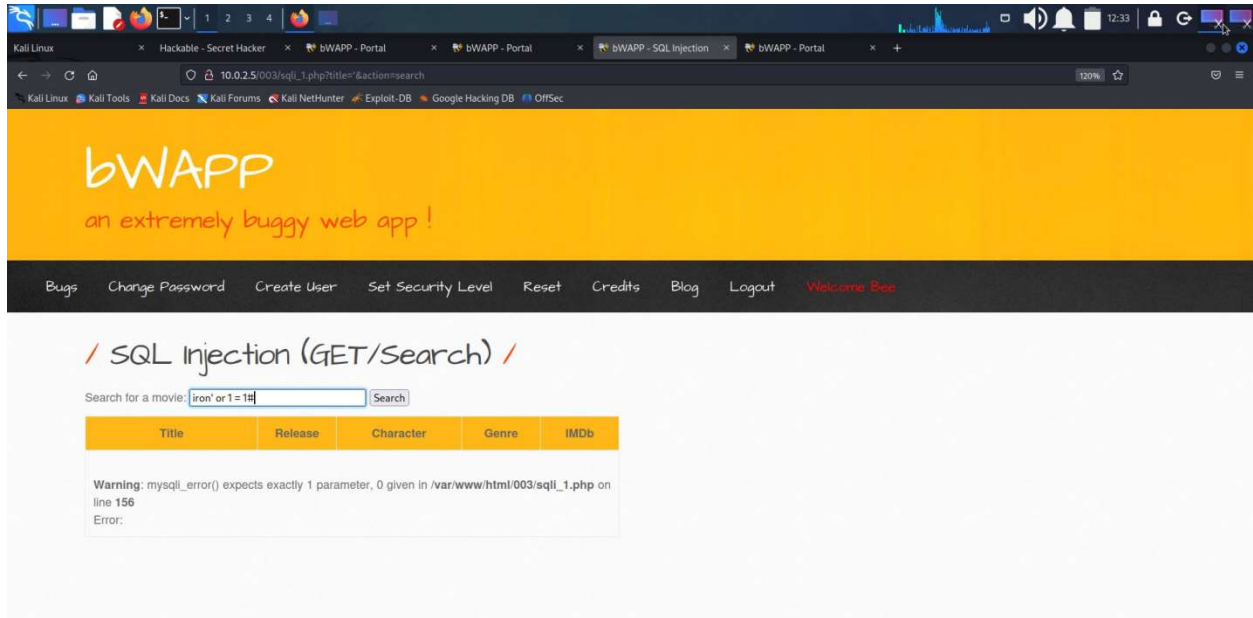 1 2 3 4
12:33
Kali Linux × Hackable - Secret Hacker × bWAPP - Portal × bWAPP - Portal × bWAPP - SQL Injection × bWAPP - Portal × +
10.0.2.5/003/sqli_1.php?title='&action=search 120%
Kali Linux Kali Tools Kali Docs Kali Forums Kali NetHunter Exploit-DB Google Hacking DB OffSec
bWAPP
an extremely buggy web app !
Bugs Change Password Create User Set Security Level Reset Credits Blog Logout Welcome Bee
/ SQL Injection (GET/Search) /
Search for a movie: iron' or 1 = 1# Search
Title Release Character Genre IMDb
Warning: mysqli_error() expects exactly 1 parameter, 0 given in /var/www/html/003/sqli_1.php on
line 156
Error: